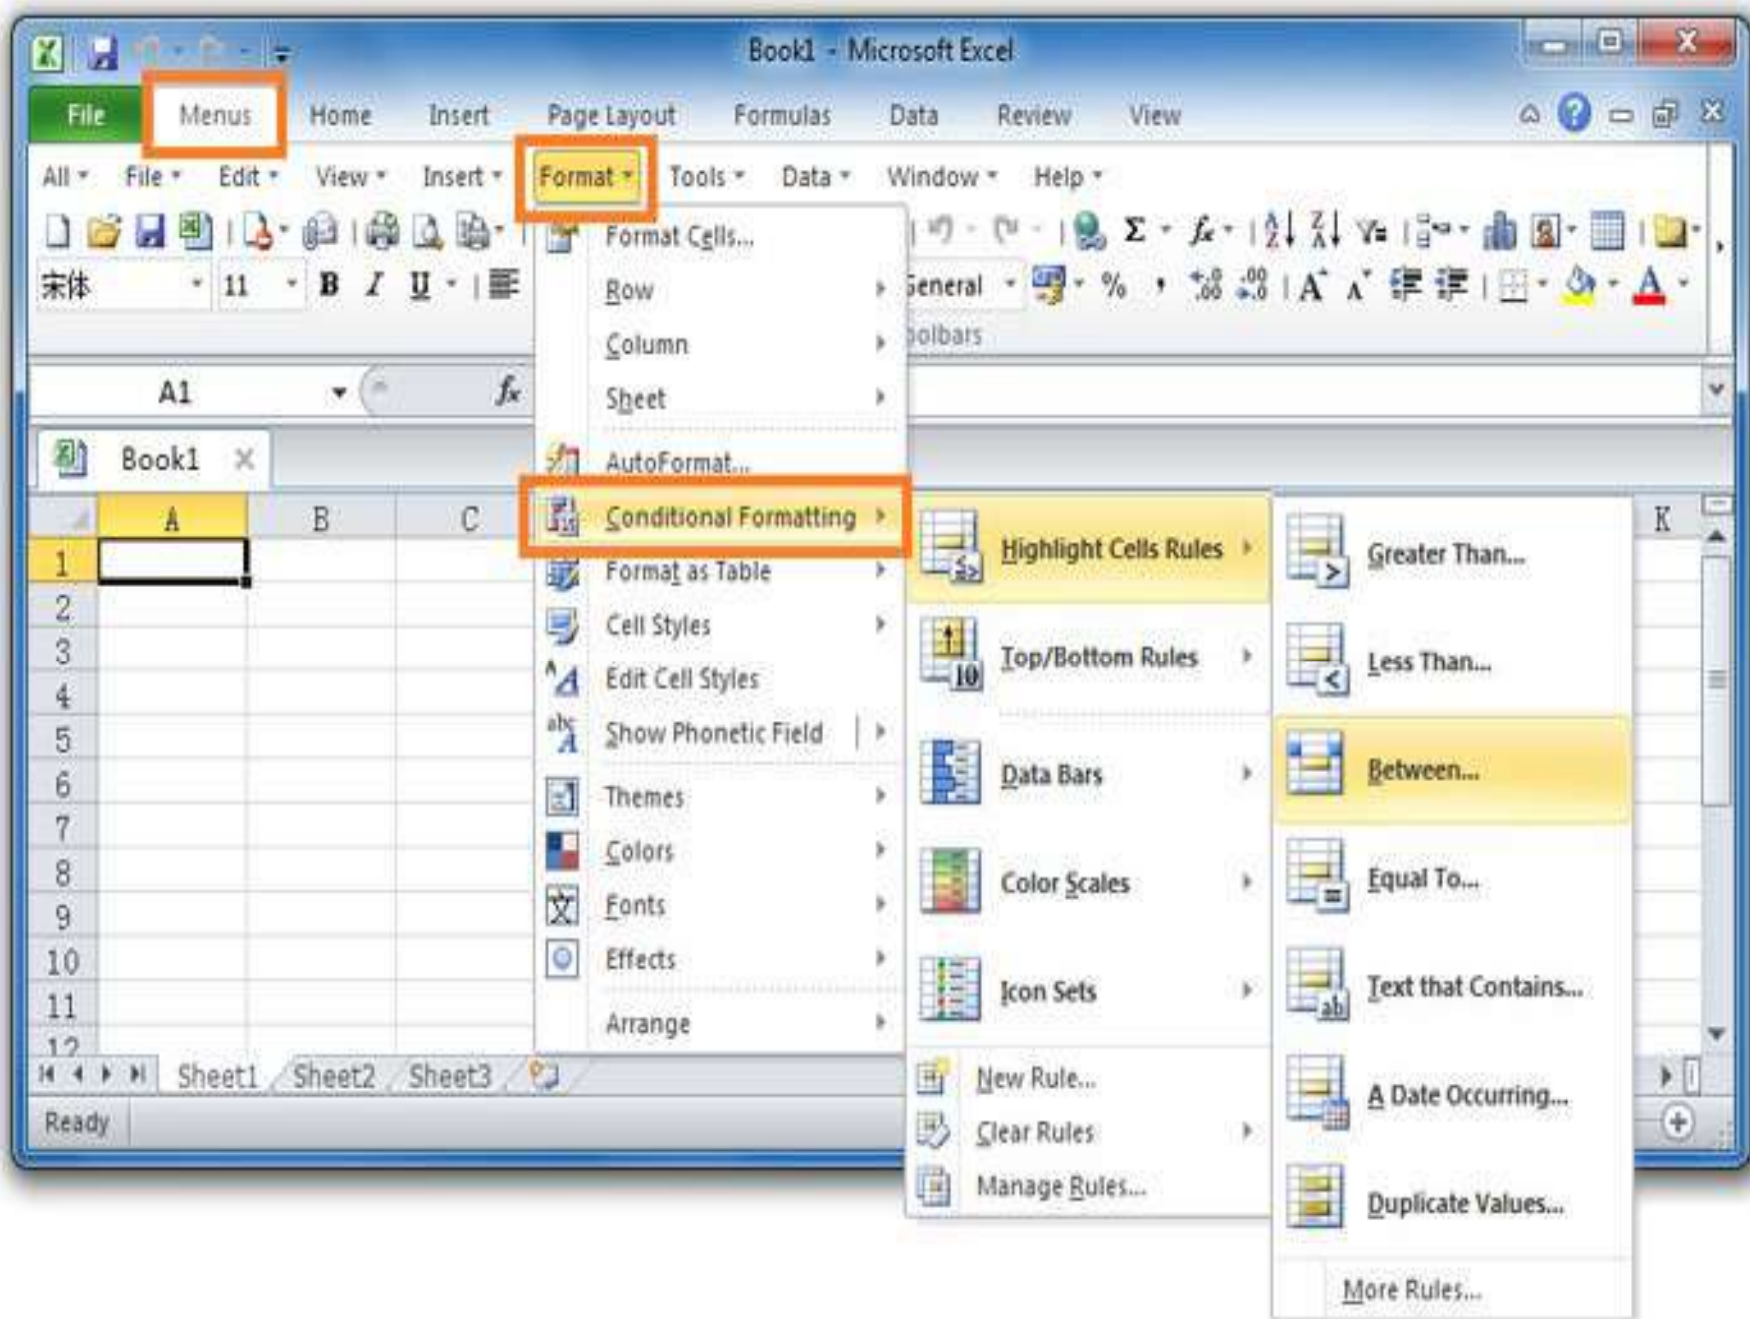 Book1 - Microsoft Excel
File Menus Home Insert Page Layout Formulas Data Review View
All File Edit View Insert Format Tools Data Window Help
宋体 11 B I U General % ,
Toolbars
A1 fx
Book1
A B C K
Format Cells...
Row
Column
Sheet
AutoFormat...
Conditional Formatting
Format as Table
Cell Styles
Edit Cell Styles
Show Phonetic Field
Themes
Colors
Fonts
Effects
Arrange
Highlight Cells Rules
Top/Bottom Rules
Data Bars
Color Scales
Icon Sets
New Rule...
Clear Rules
Manage Rules...
Greater Than...
Less Than...
Between...
Equal To...
Text that Contains...
A Date Occurring...
Duplicate Values...
More Rules...
1
2
3
4
5
6
7
8
9
10
11
12
Sheet1 Sheet2 Sheet3
Ready